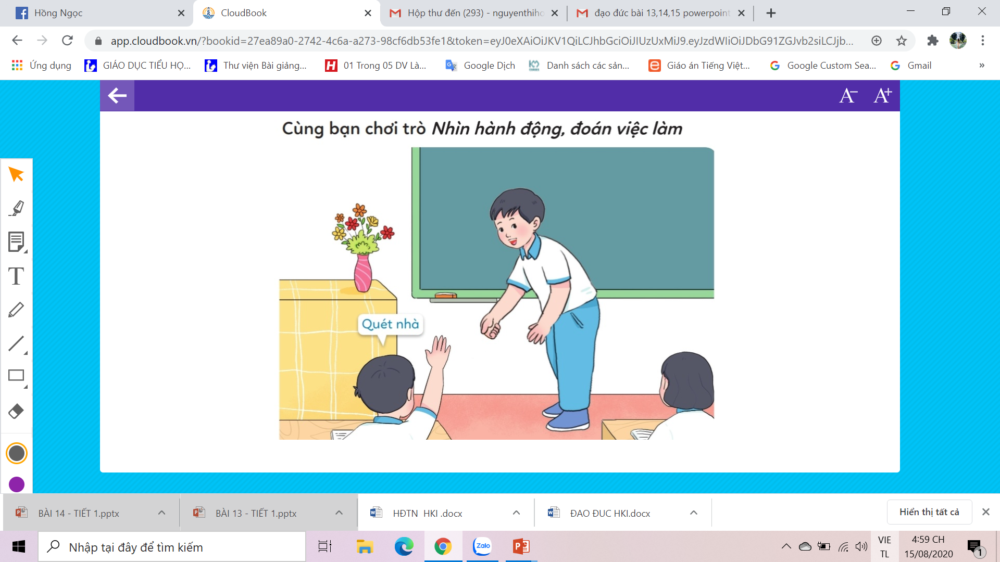 Hồng Ngọc
CloudBook
Hộp thư đến (293) - nguyenthiho
đạo đức bài 13,14,15 powerpoint
app.cloudbook.vn/?bookid=27ea89a0-2742-4c6a-a273-98cf6db53fe1&token=eyJ0eXAiOiJKV1QiLCJhbGciOiJIUzUxMiJ9.eyJzdWIiOiJDbG91ZGJvb2siLCJjb...
Ứng dụng
GIÁO DỤC TIỂU HỌ...
Thư viện Bài giảng...
01 Trong 05 DV Là...
Google Dịch
Danh sách các sản...
Giáo án Tiếng Việt...
Google Custom Sea...
Gmail
»
A- A+
Cùng bạn chơi trò Nhìn hành động, đoán việc làm
Quét nhà
T
BÀI 14 - TIẾT 1.pptx
BÀI 13 - TIẾT 1.pptx
HĐTN HKI .docx
ĐAO ĐUC HKI.docx
Hiển thị tất cả
Nhập tại đây để tìm kiếm
Zalo
VIE
TL
4:59 CH
15/08/2020
1